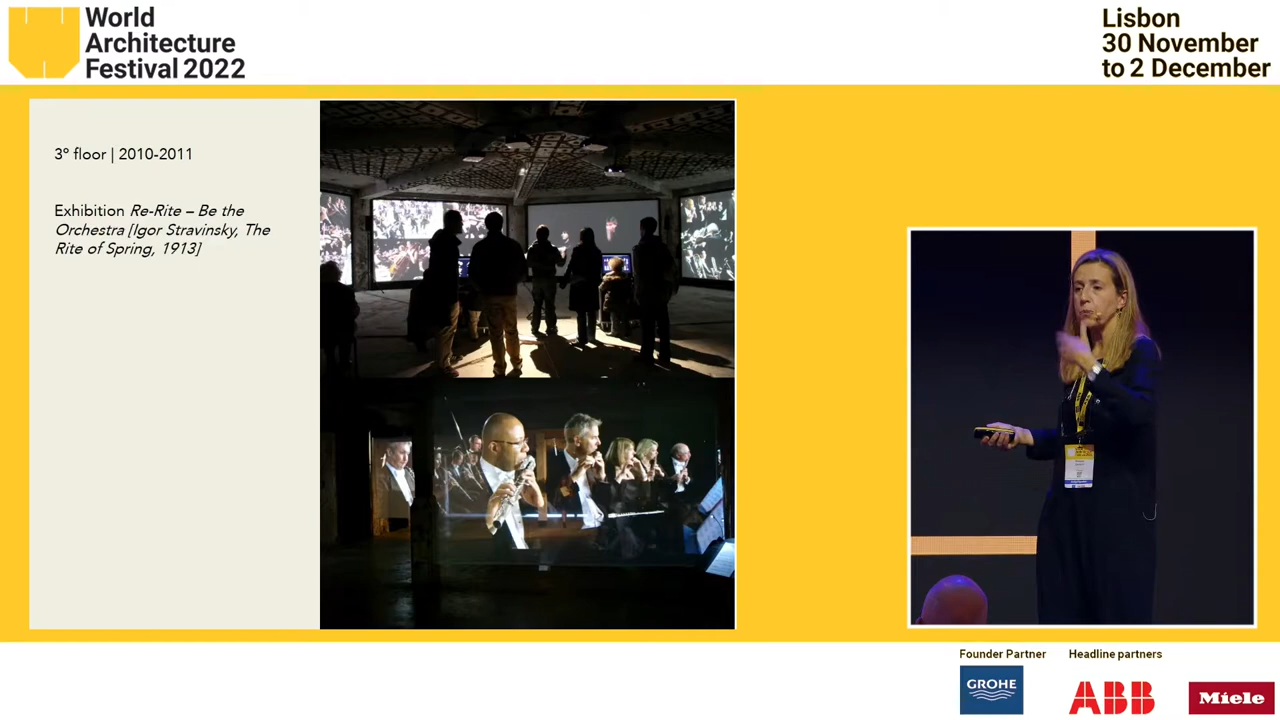 World
Architecture
Festival 2022
Lisbon
30 November
to 2 December
3º floor | 2010-2011
Exhibition Re-Rite – Be the
Orchestra [Igor Stravinsky, The
Rite of Spring, 1913]
Founder Partner
Headline partners
GROHE
ABB
Miele